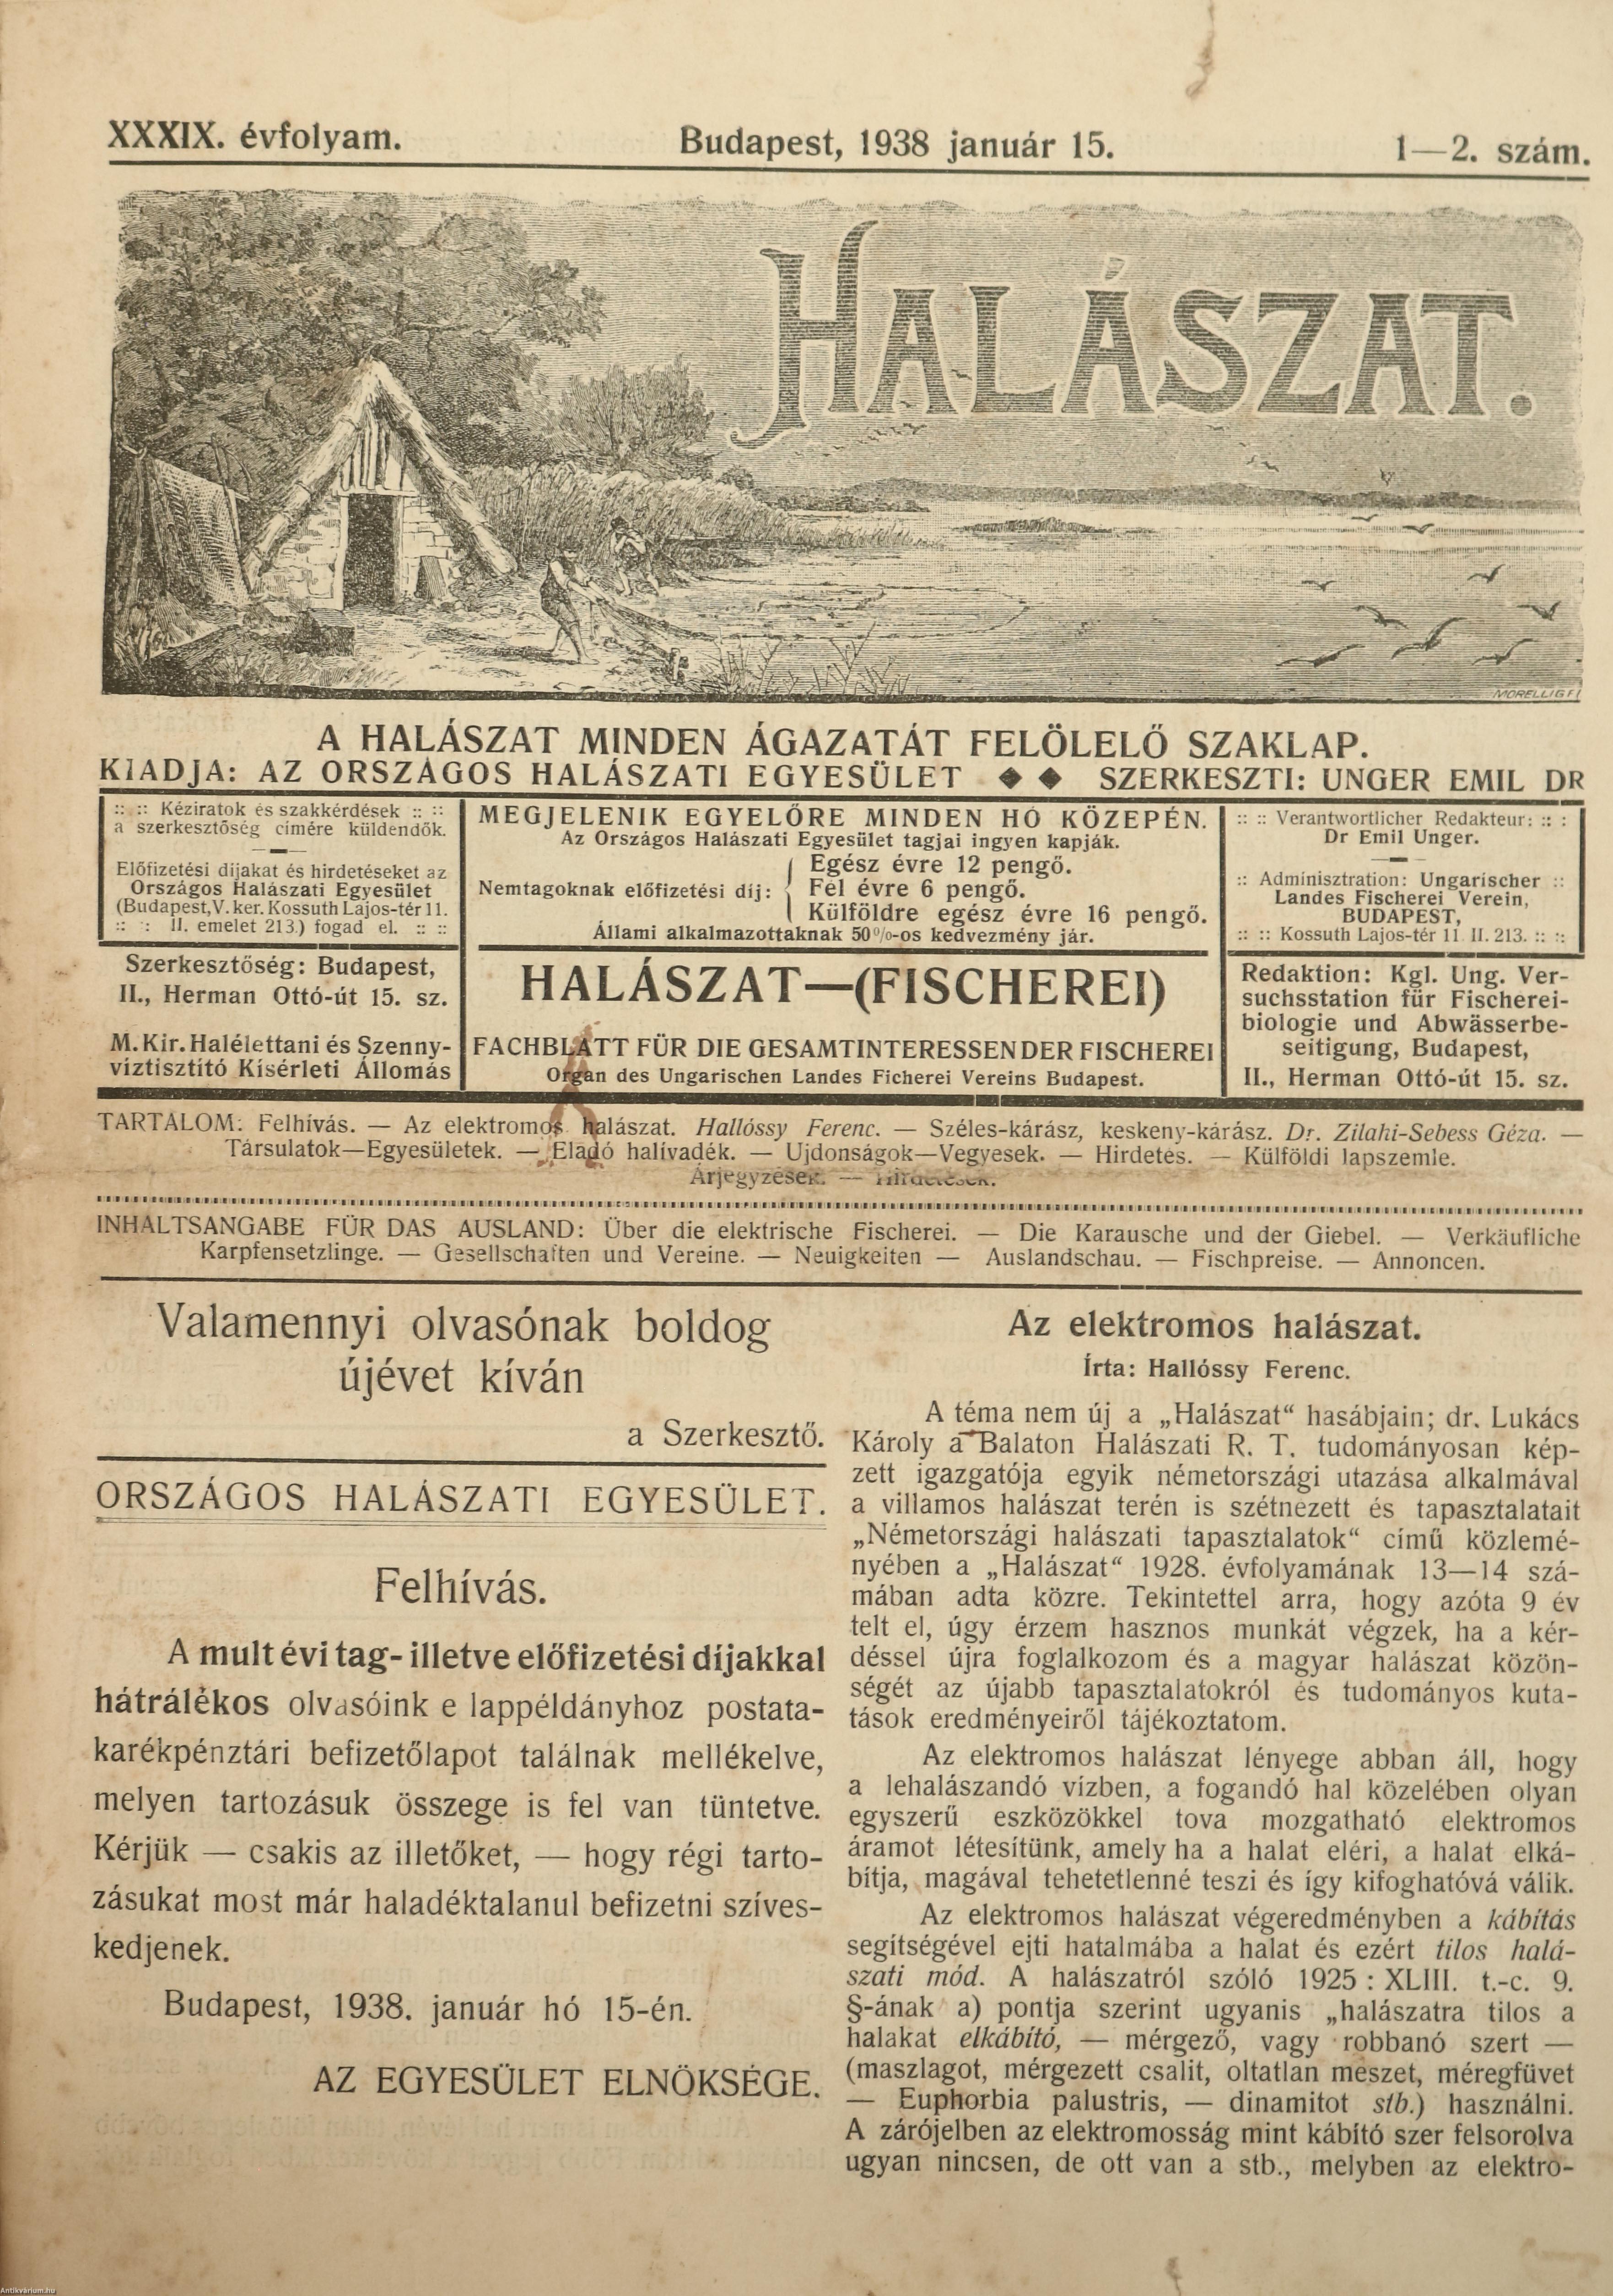 XXXIX. évfolyam.
Budapest, 1938 január 15.
1—2. szám.
HALÁSZAT.
MORELLI G F I
A HALÁSZAT MINDEN ÁGAZATÁT FELÖLELŐ SZAKLAP.
KIADJA: AZ ORSZÁGOS HALÁSZATI EGYESÜLET ◆ ◆ SZERKESZTI: UNGER EMIL DR
:: :: Kéziratok és szakkérdések :: ::
a szerkesztőség címére küldendők.
Előfizetési díjakat és hirdetéseket az
Országos Halászati Egyesület
(Budapest, V. ker. Kossuth Lajos-tér 11.
:: : II. emelet 213.) fogad el. :: ::
Szerkesztőség: Budapest,
II., Herman Ottó-út 15. sz.
M. Kir. Halélettani és Szenny-
víztisztító Kísérleti Állomás
MEGJELENIK EGYELŐRE MINDEN HÓ KÖZEPÉN.
Az Országos Halászati Egyesület tagjai ingyen kapják.
Egész évre 12 pengő.
Nemtagoknak előfizetési díj: Fél évre 6 pengő.
Külföldre egész évre 16 pengő.
Állami alkalmazottaknak 50%-os kedvezmény jár.
HALÁSZAT—(FISCHEREI)
FACHBLATT FÜR DIE GESAMTINTERESSEN DER FISCHEREI
Organ des Ungarischen Landes Ficherei Vereins Budapest.
:: :: Verantwortlicher Redakteur: :: :
Dr Emil Unger.
:: Adminisztration: Ungarischer ::
Landes Fischerei Verein,
BUDAPEST,
:: :: Kossuth Lajos-tér 11 II. 213. :: ::
Redaktion: Kgl. Ung. Ver-
suchsstation für Fischerei-
biologie und Abwässerbe-
seitigung, Budapest,
II., Herman Ottó-út 15. sz.
TARTALOM: Felhívás. — Az elektromos halászat. Hallóssy Ferenc. — Széles-kárász, keskeny-kárász. Dr. Zilahi-Sebess Géza. —
Társulatok—Egyesületek. — Eladó halivadék. — Ujdonságok—Vegyesek. — Hirdetés. — Külföldi lapszemle.
Árjegyzések. — Hirdetések.
INHALTSANGABE FÜR DAS AUSLAND: Über die elektrische Fischerei. — Die Karausche und der Giebel. — Verkäufliche
Karpfensetzlinge. — Gesellschaften und Vereine. — Neuigkeiten — Auslandschau. — Fischpreise. — Annoncen.
Valamennyi olvasónak boldog
újévet kíván
a Szerkesztő.
ORSZÁGOS HALÁSZATI EGYESÜLET.
Felhívás.
A mult évi tag- illetve előfizetési díjakkal
hátrálékos olvasóink e lappéldányhoz postata-
karékpénztári befizetőlapot találnak mellékelve,
melyen tartozásuk összege is fel van tüntetve.
Kérjük — csakis az illetőket, — hogy régi tarto-
zásukat most már haladéktalanul befizetni szíves-
kedjenek.
Budapest, 1938. január hó 15-én.
AZ EGYESÜLET ELNÖKSÉGE.
Az elektromos halászat.
Írta: Hallóssy Ferenc.
A téma nem új a „Halászat“ hasábjain; dr. Lukács
Károly a Balaton Halászati R. T. tudományosan kép-
zett igazgatója egyik németországi utazása alkalmával
a villamos halászat terén is szétnézett és tapasztalatait
„Németországi halászati tapasztalatok“ című közlemé-
nyében a „Halászat“ 1928. évfolyamának 13—14 szá-
mában adta közre. Tekintettel arra, hogy azóta 9 év
telt el, úgy érzem hasznos munkát végzek, ha a kér-
déssel újra foglalkozom és a magyar halászat közön-
ségét az újabb tapasztalatokról és tudományos kuta-
tások eredményeiről tájékoztatom.
Az elektromos halászat lényege abban áll, hogy
a lehalászandó vízben, a fogandó hal közelében olyan
egyszerű eszközökkel tova mozgatható elektromos
áramot létesítünk, amely ha a halat eléri, a halat elká-
bítja, magával tehetetlenné teszi és így kifoghatóvá válik.
Az elektromos halászat végeredményben a kábítás
segítségével ejti hatalmába a halat és ezért tilos halá-
szati mód. A halászatról szóló 1925 : XLIII. t.-c. 9.
§-ának a) pontja szerint ugyanis „halászatra tilos a
halakat elkábító, — mérgező, vagy robbanó szert —
(maszlagot, mérgezett csalit, oltatlan meszet, méregfüvet
— Euphorbia palustris, — dinamitot stb.) használni.
A zárójelben az elektromosság mint kábító szer felsorolva
ugyan nincsen, de ott van a stb., melyben az elektro-
Antikvárium.hu